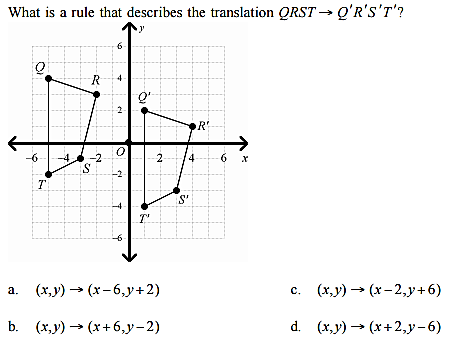 What is a rule that describes the translation QRST → Q'R'S'T'?
y
6
Q
R
4
Q'
2
R'
O
-6 -4 -2 2 4 6 x
S
-2
T
S'
-4
T'
-6
a. (x,y) → (x−6,y+2)
c. (x,y) → (x−2,y+6)
b. (x,y) → (x+6,y−2)
d. (x,y) → (x+2,y−6)